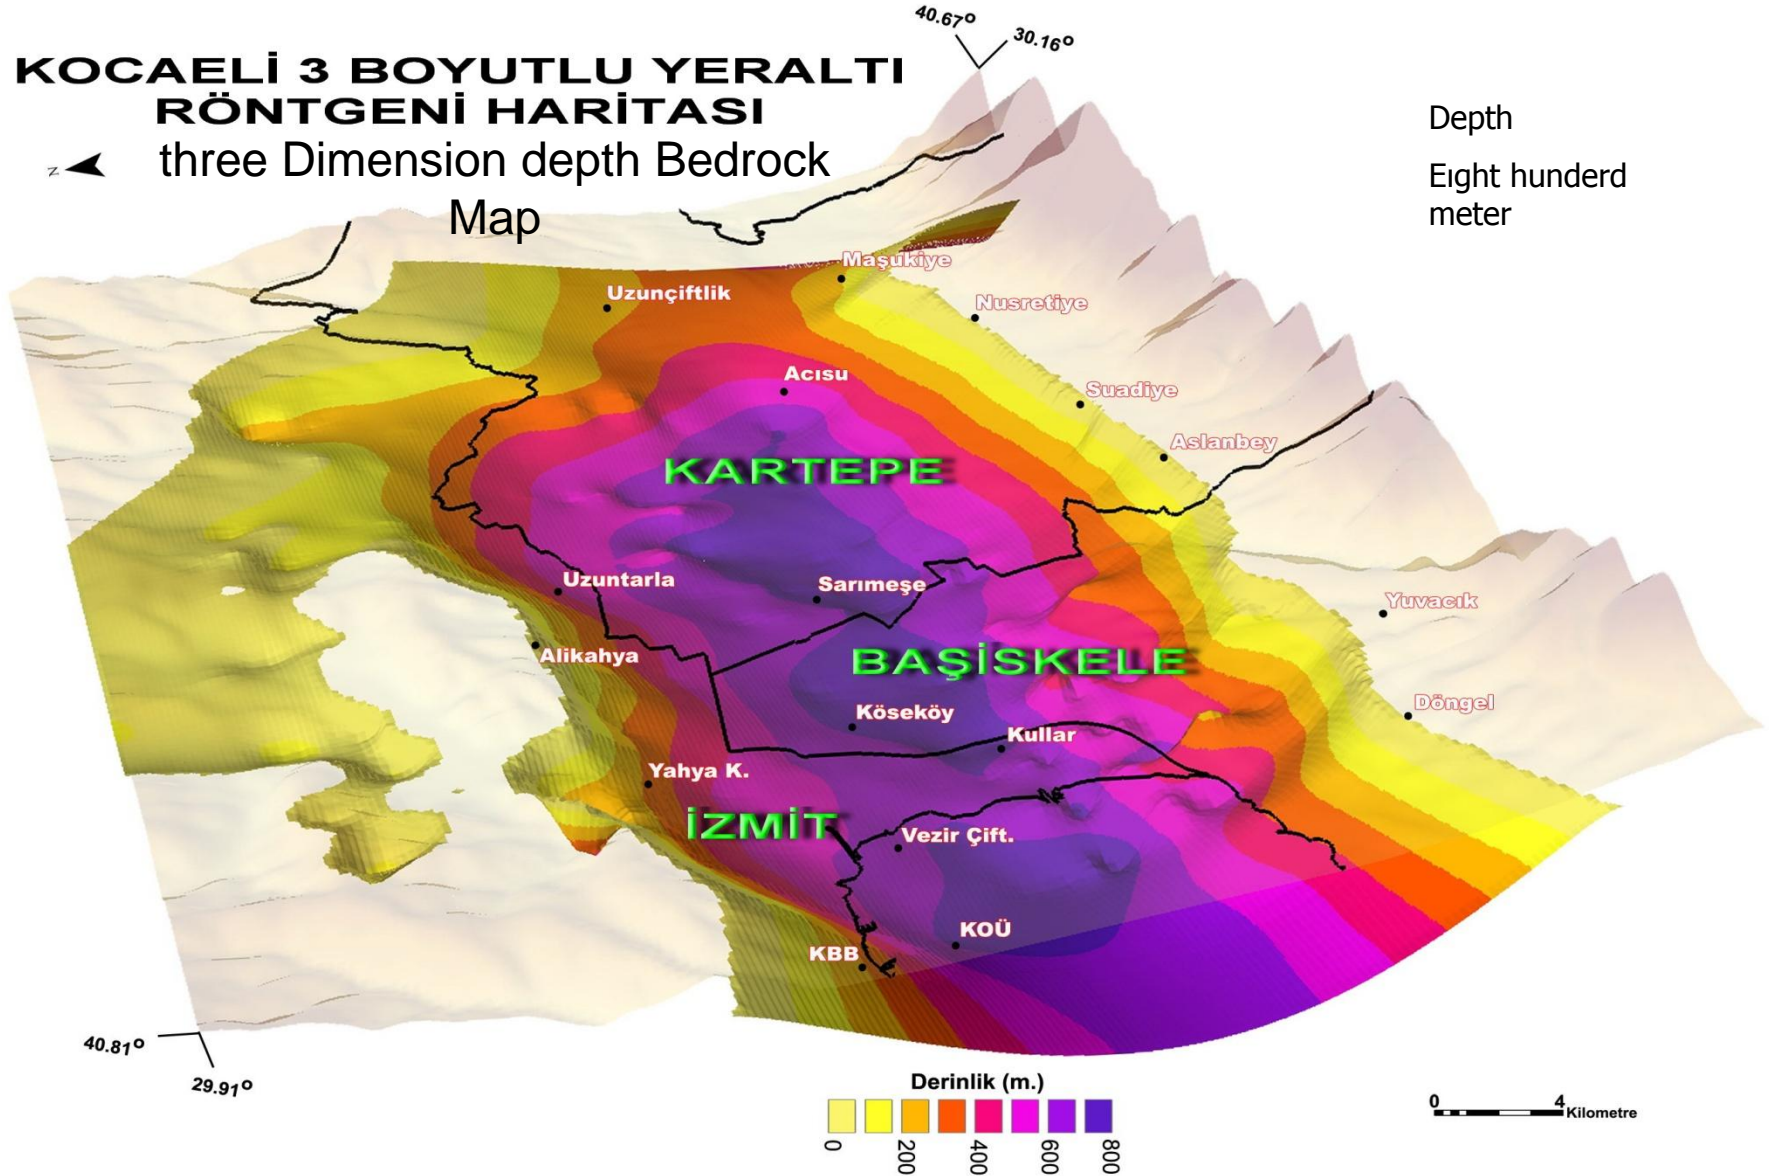 40.67°
30.16°
KOCAELİ 3 BOYUTLU YERALTI
RÖNTGENİ HARİTASI
three Dimension depth Bedrock
Map
Depth
Eıght hunderd
meter
N
Maşukiye
Uzunçiftlik
Nusretiye
Acısu
Suadiye
Aslanbey
KARTEPE
Uzuntarla
Sarımeşe
Yuvacık
Alikahya
BAŞİSKELE
Döngel
Köseköy
Kullar
Yahya K.
İZMİT
Vezir Çift.
KOÜ
KBB
40.81°
29.91°
Derinlik (m.)
0 200 400 600 800
0 4
Kilometre